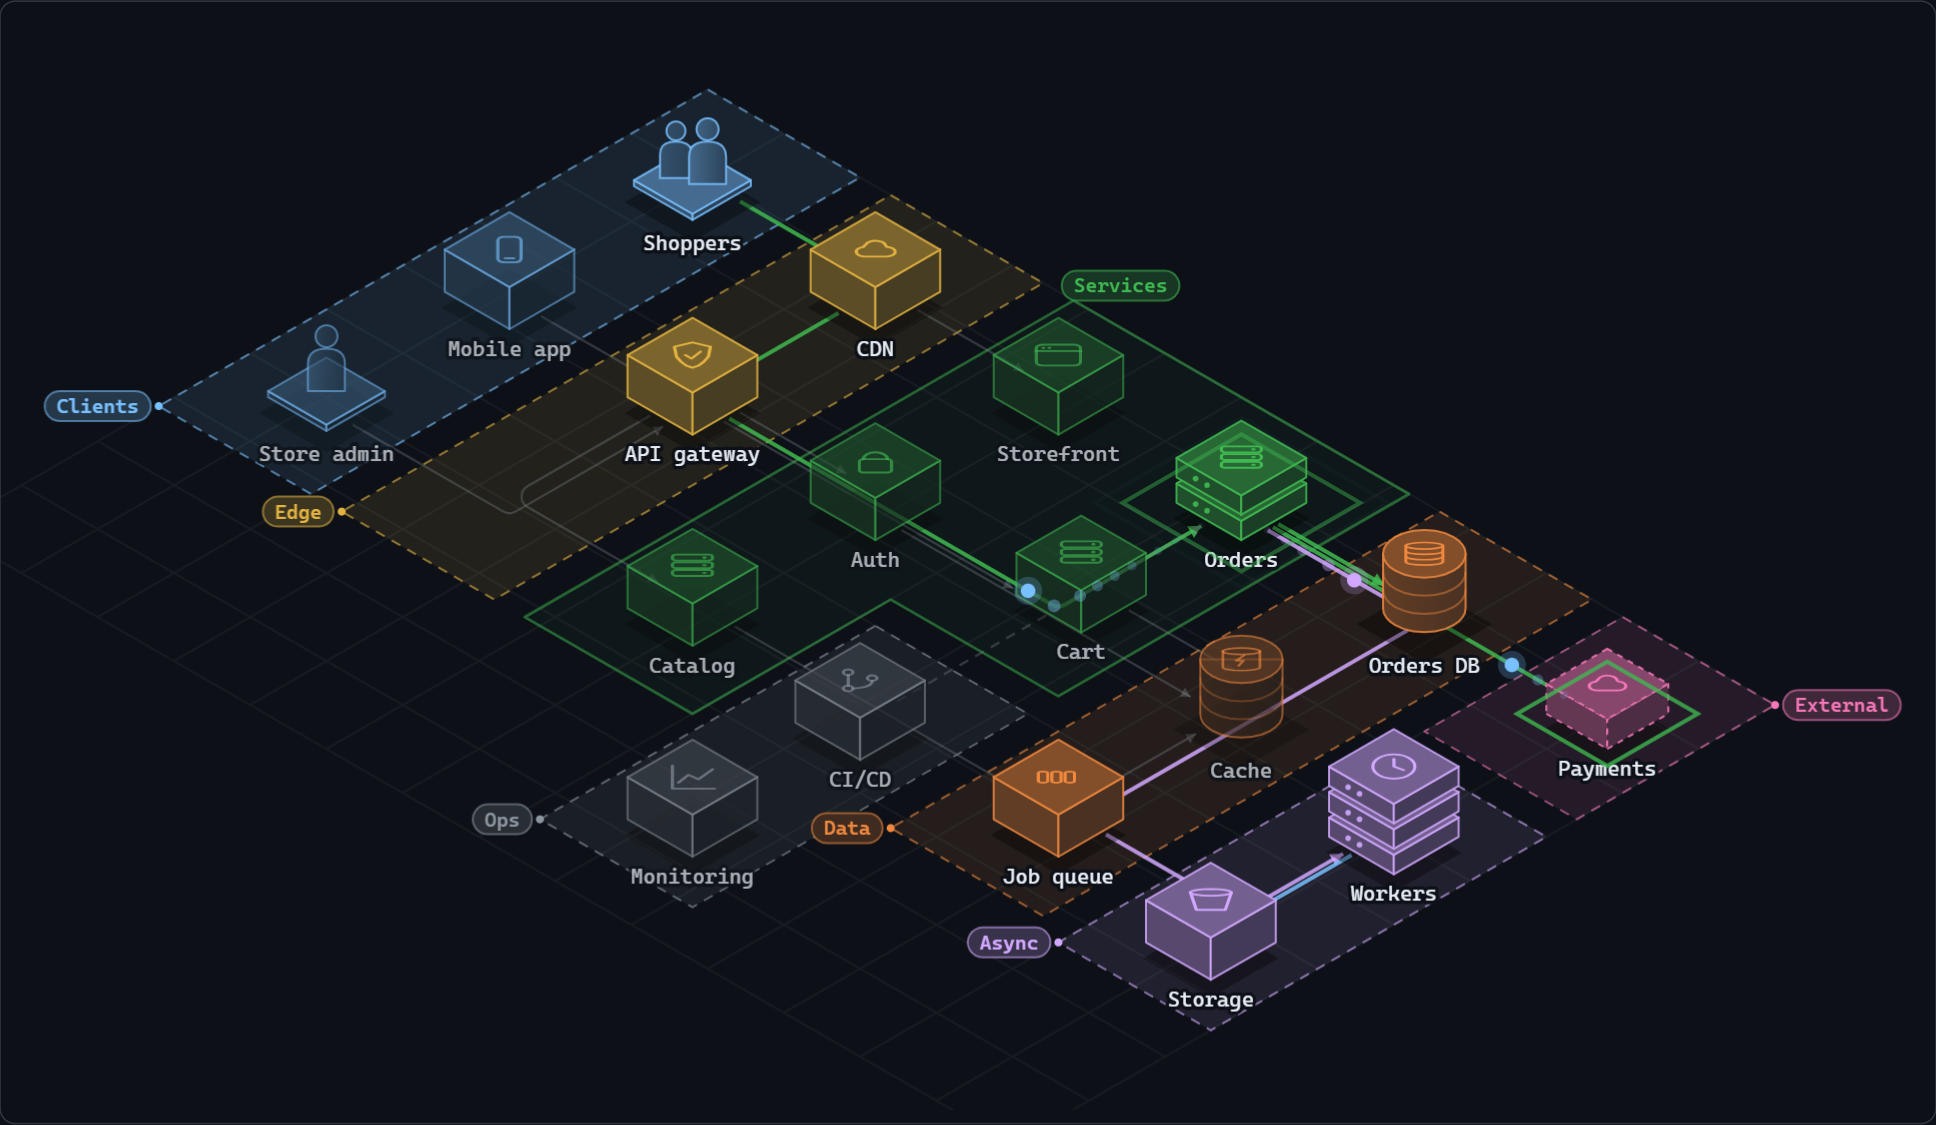 Shoppers
Services
Mobile app
CDN
Clients
Store admin
API gateway
Storefront
Edge
Auth
Orders
Catalog
Cart
Orders DB
External
CI/CD
Cache
Payments
Ops
Data
Monitoring
Job queue
Workers
Async
Storage